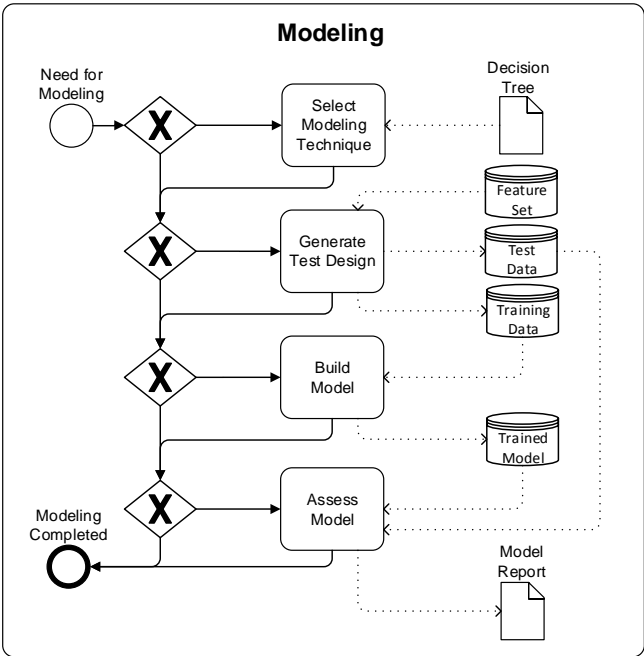 Modeling
Need for
Modeling
X
Select
Modeling
Technique
Decision
Tree
Feature
Set
X
Generate
Test Design
Test
Data
Training
Data
X
Build
Model
Trained
Model
X
Assess
Model
Modeling
Completed
Model
Report